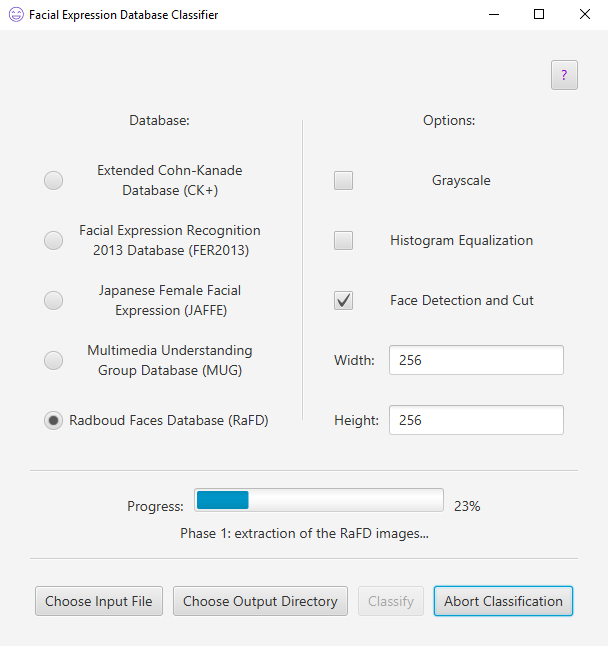 Facial Expression Database Classifier
?
Database:
Extended Cohn-Kanade
Database (CK+)
Facial Expression Recognition
2013 Database (FER2013)
Japanese Female Facial
Expression (JAFFE)
Multimedia Understanding
Group Database (MUG)
Radboud Faces Database (RaFD)
Options:
Grayscale
Histogram Equalization
Face Detection and Cut
Width: 256
Height: 256
Progress: 23%
Phase 1: extraction of the RaFD images...
Choose Input File Choose Output Directory Classify Abort Classification